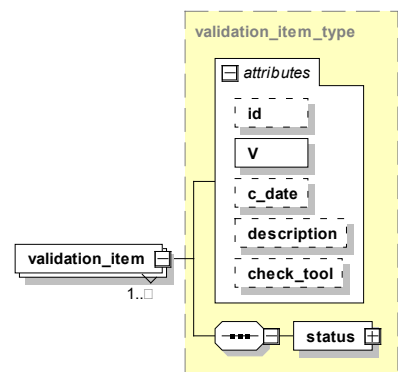 validation_item_type
attributes
id
V
c_date
description
validation_item
check_tool
1..
status